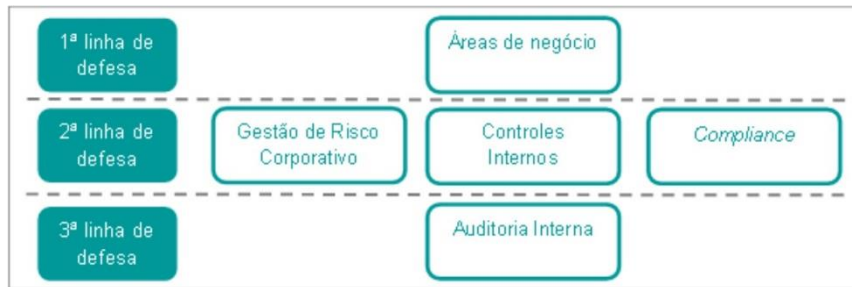 1ª linha de
defesa
Áreas de negócio
2ª linha de
defesa
Gestão de Risco
Corporativo
Controles
Internos
Compliance
3ª linha de
defesa
Auditoria Interna